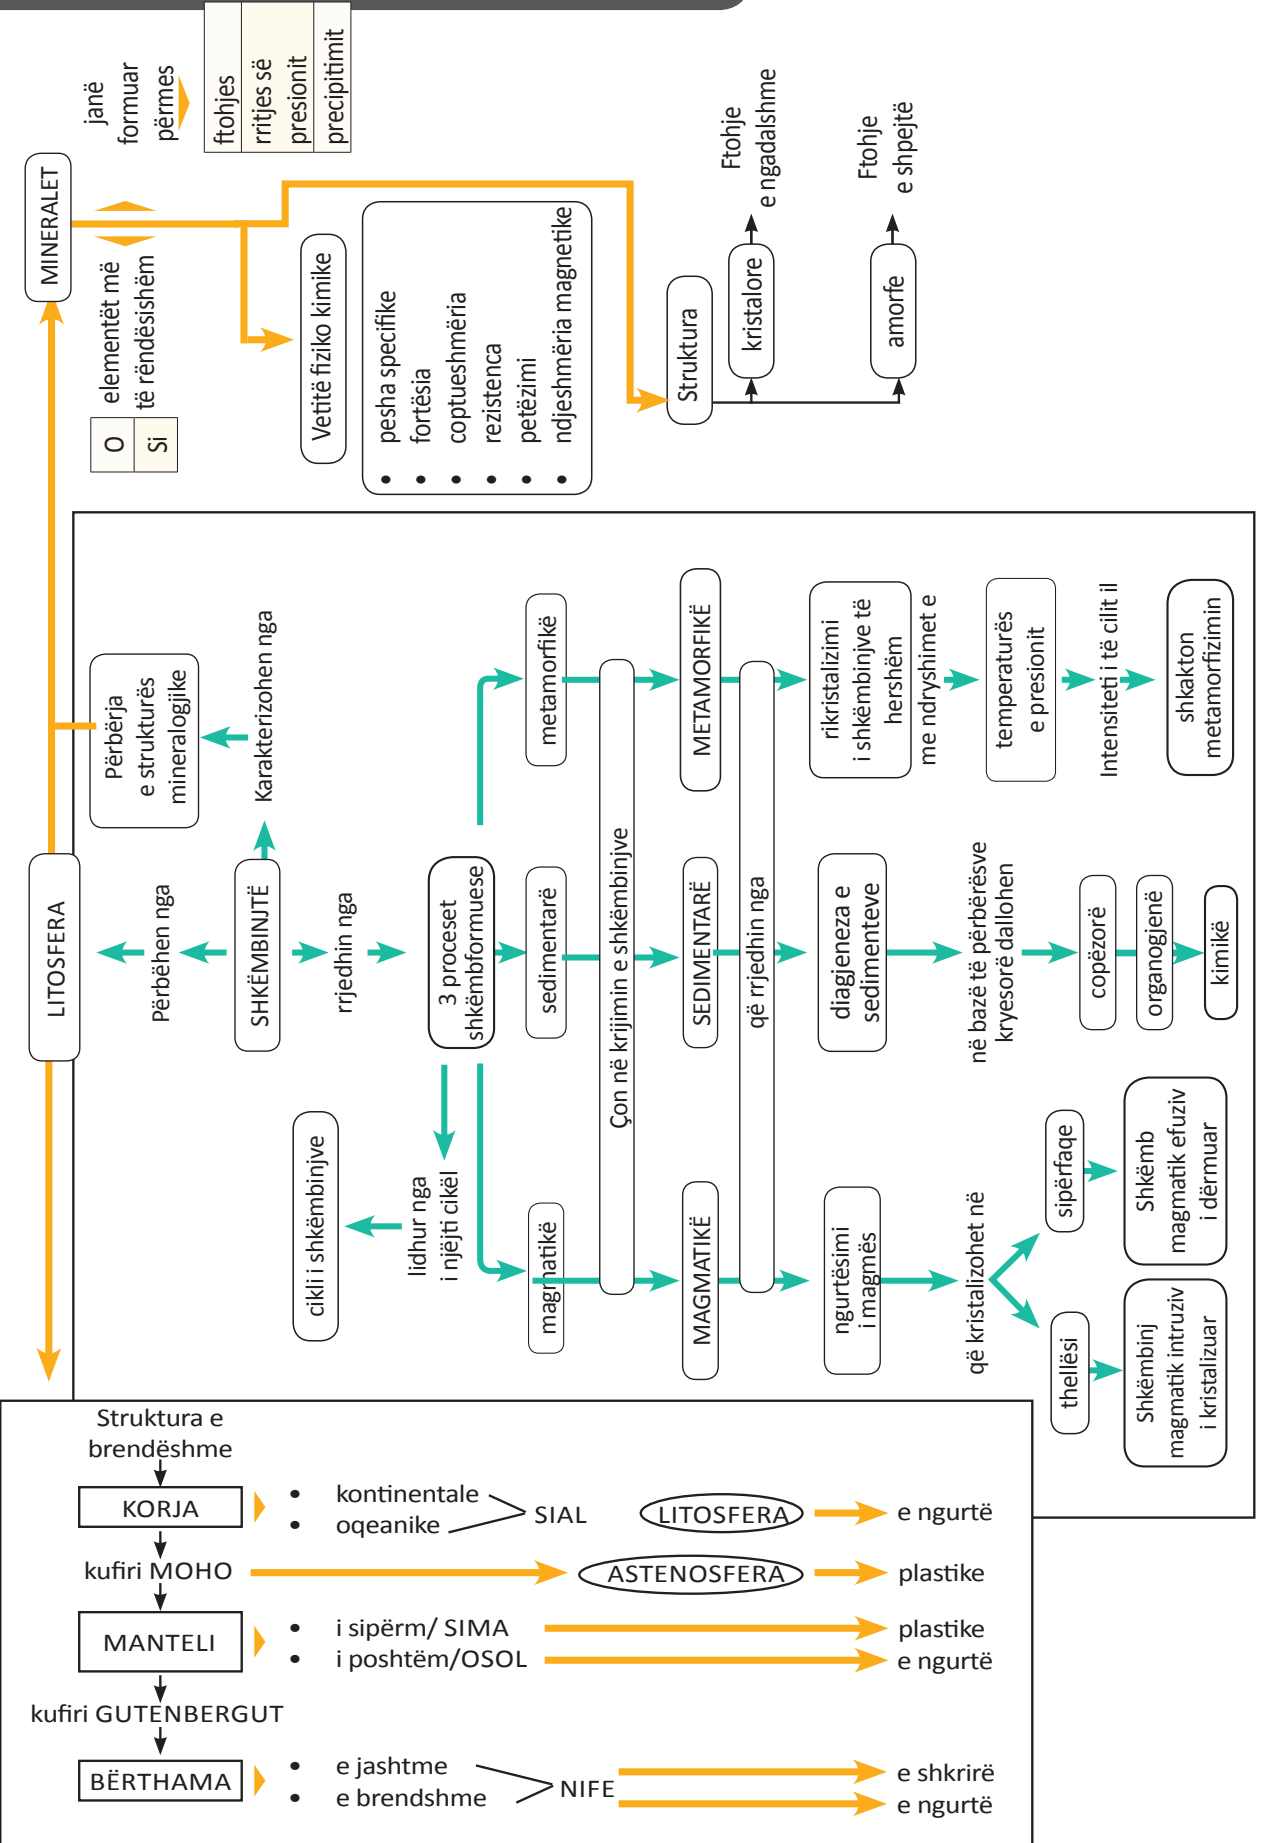 LITOSFERA
MINERALET
janë
formuar
përmes
ftohjes
rritjes së
presionit
precipitimit
elementët më
të rëndësishëm
O
Si
Vetitë fiziko kimike
• pesha specifike
• fortësia
• coptueshmëria
• rezistenca
• petëzimi
• ndjeshmëria magnetike
Struktura
kristalore
Ftohje
e ngadalshme
amorfe
Ftohje
e shpejtë
Përbëhen nga
SHKËMBINJTË
Karakterizohen nga
Përbërja
e strukturës
mineralogjike
rrjedhin nga
3 proceset
shkëmbformuese
lidhur nga
i njëjti cikël
cikli i shkëmbinjve
magmatikë
sedimentarë
metamorfikë
Çon në krijimin e shkëmbinjve
MAGMATIKË
SEDIMENTARË
METAMORFIKË
që rrjedhin nga
ngurtësimi
i magmës
që kristalizohet në
thellësi
sipërfaqe
Shkëmbinj
magmatik intruziv
i kristalizuar
Shkëmb
magmatik efuziv
i dërmuar
diagjeneza e
sedimenteve
në bazë të përbërësve
kryesorë dallohen
copëzorë
organogjenë
kimikë
rikristalizimi
i shkëmbinjve të
hershëm
me ndryshimet e
temperaturës
e presionit
Intensiteti i të cilit il
shkakton
metamorfizimin
Struktura e
brendëshme
KORJA
• kontinentale
• oqeanike
SIAL
LITOSFERA
e ngurtë
kufiri MOHO
ASTENOSFERA
plastike
MANTELI
• i sipërm/ SIMA
plastike
• i poshtëm/OSOL
e ngurtë
kufiri GUTENBERGUT
BËRTHAMA
• e jashtme
• e brendshme
NIFE
e shkrirë
e ngurtë